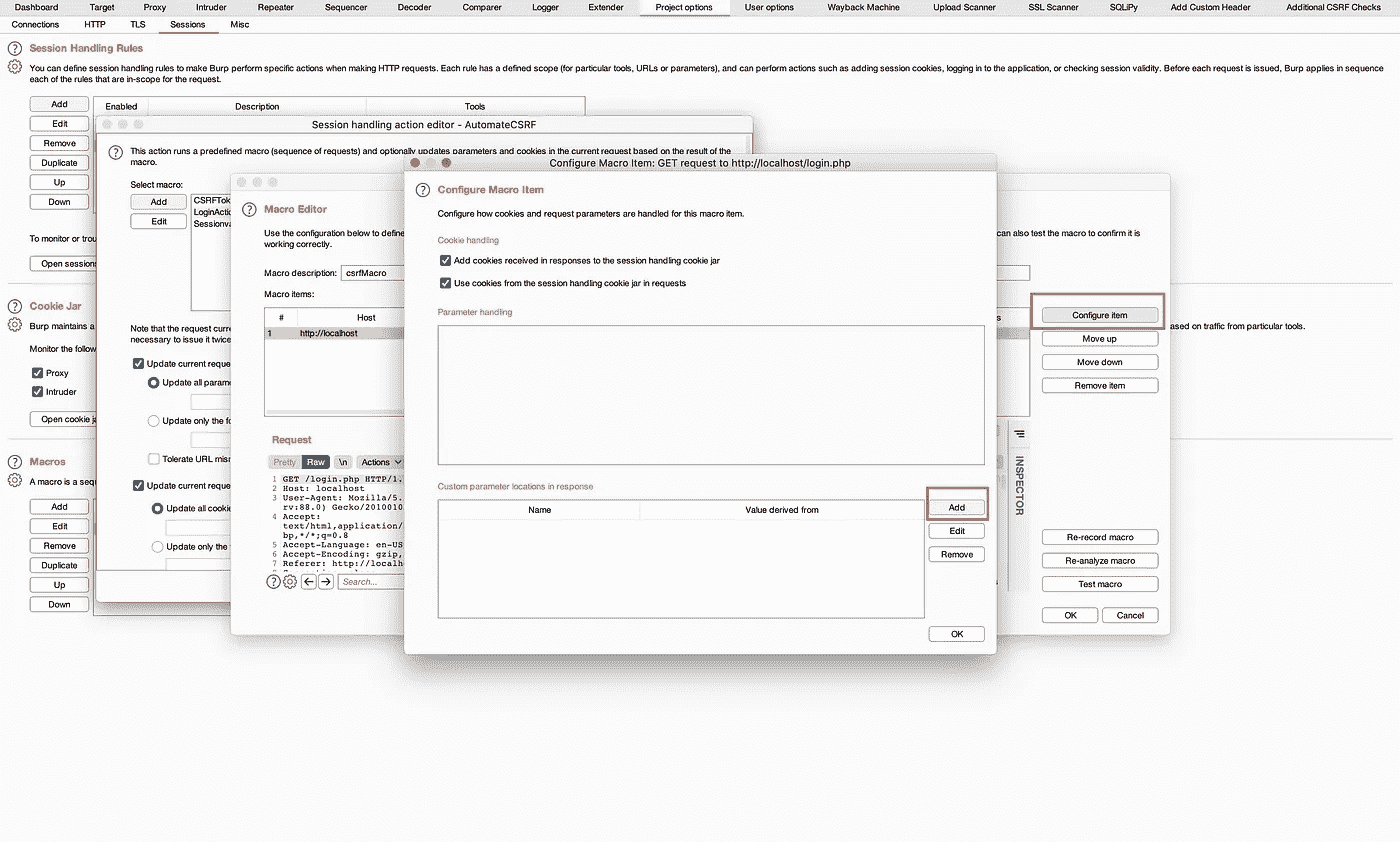 Dashboard Target Proxy Intruder Repeater Sequencer Decoder Comparer Logger Extender Project options User options Wayback Machine Upload Scanner SSL Scanner SQLiPy Add Custom Header Additional CSRF Checks
Connections HTTP TLS Sessions Misc
Session Handling Rules
You can define session handling rules to make Burp perform specific actions when making HTTP requests. Each rule has a defined scope (for particular tools, URLs or parameters), and can perform actions such as adding session cookies, logging in to the application, or checking session validity. Before each request is issued, Burp applies in sequence
each of the rules that are in-scope for the request.
Add
Edit
Remove
Duplicate
Up
Down
Enabled Description Tools
To monitor or trou
Open sessions
Cookie Jar
Burp maintains a
ased on traffic from particular tools.
Monitor the follow
Proxy
Intruder
Open cookie ja
Macros
A macro is a sequ
Add
Edit
Remove
Duplicate
Up
Down
Session handling action editor - AutomateCSRF
This action runs a predefined macro (sequence of requests) and optionally updates parameters and cookies in the current request based on the result of the
macro.
Select macro:
Add
Edit
CSRFTok
LoginActio
Sessionva
Note that the request curre
necessary to issue it twice
Update current reque
Update all parame
Update only the fo
Tolerate URL mism
Update current reque
Update all cookie
Update only the
Macro Editor
Use the configuration below to define
can also test the macro to confirm it is
working correctly.
Macro description: csrfMacro
Macro items:
# Host
s
1 http://localhost
Configure item
Move up
Move down
Remove item
Request
Pretty Raw \n Actions
1 GET /login.php HTTP/1.
2 Host: localhost
3 User-Agent: Mozilla/5.
rv:88.0) Gecko/2010010
4 Accept:
text/html,application/
bp,*/*;q=0.8
5 Accept-Language: en-US
6 Accept-Encoding: gzip,
7 Referer: http://localh
Search...
INSPECTOR
Re-record macro
Re-analyze macro
Test macro
OK Cancel
Configure Macro Item: GET request to http://localhost/login.php
Configure Macro Item
Configure how cookies and request parameters are handled for this macro item.
Cookie handling
Add cookies received in responses to the session handling cookie jar
Use cookies from the session handling cookie jar in requests
Parameter handling
Custom parameter locations in response
Name Value derived from
Add
Edit
Remove
OK